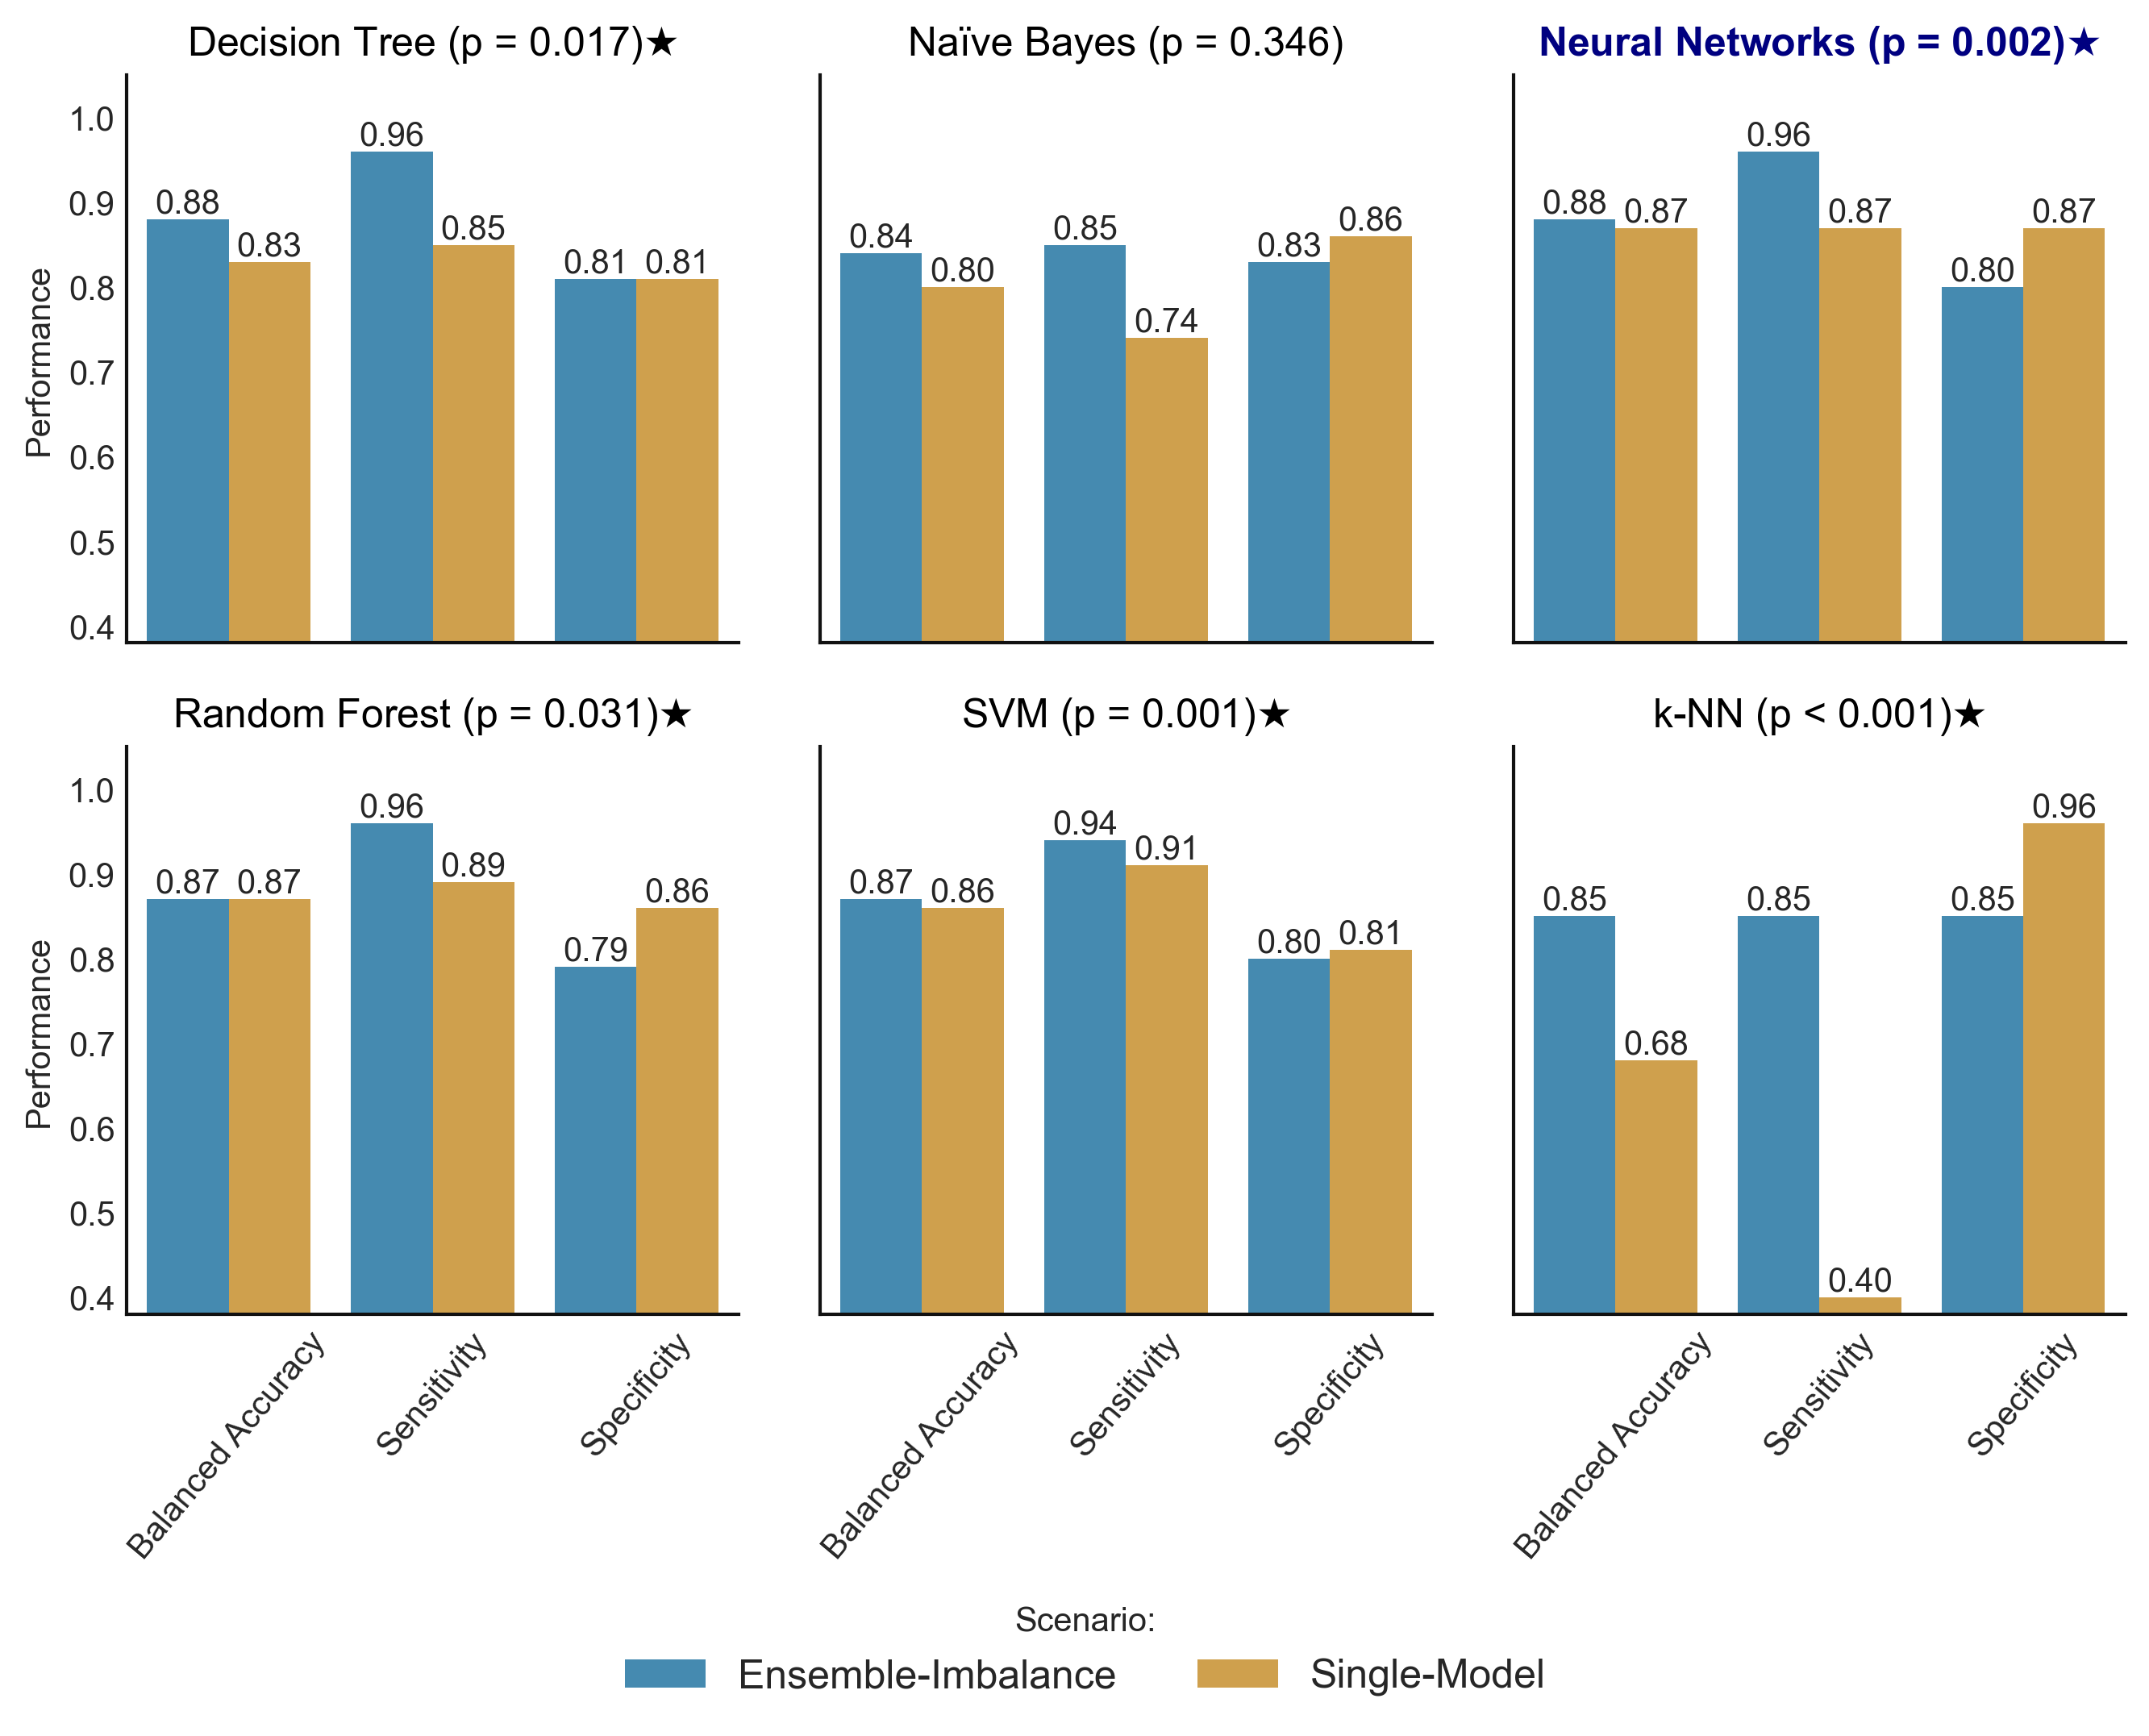 Decision Tree (p = 0.017)★
Naïve Bayes (p = 0.346)
Neural Networks (p = 0.002)★
Performance
1.0
0.9
0.8
0.7
0.6
0.5
0.4
0.88
0.83
0.96
0.85
0.81
0.81
0.84
0.80
0.85
0.74
0.83
0.86
0.88
0.87
0.96
0.87
0.80
0.87
Random Forest (p = 0.031)★
SVM (p = 0.001)★
k-NN (p < 0.001)★
Performance
1.0
0.9
0.8
0.7
0.6
0.5
0.4
0.87
0.87
0.96
0.89
0.79
0.86
0.87
0.86
0.94
0.91
0.80
0.81
0.85
0.68
0.85
0.40
0.85
0.96
Balanced Accuracy
Sensitivity
Specificity
Balanced Accuracy
Sensitivity
Specificity
Balanced Accuracy
Sensitivity
Specificity
Scenario:
Ensemble-Imbalance
Single-Model